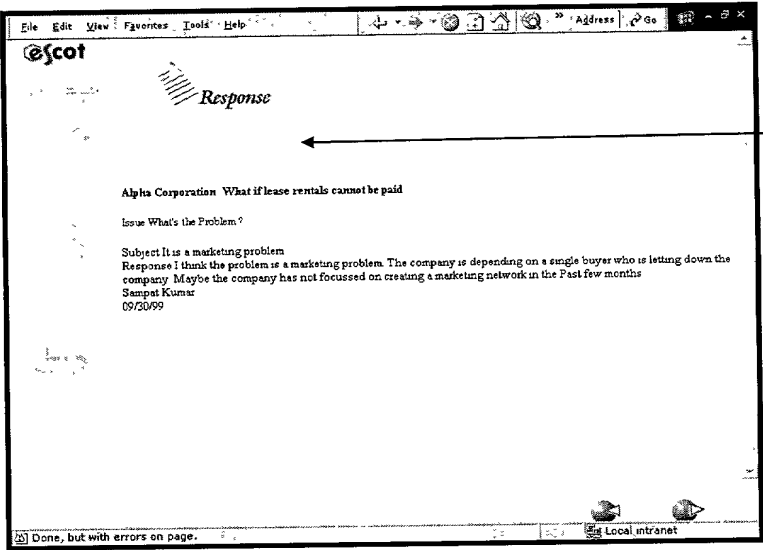 File Edit View Favorites Tools Help » Address Go
escot
Response
Alpha Corporation What if lease rentals cannot be paid
Issue What's the Problem ?
Subject It is a marketing problem
Response I think the problem is a marketing problem The company is depending on a single buyer who is letting down the
company Maybe the company has not focussed on creating a marketing network in the Past few months
Sampat Kumar
09/30/99
Done, but with errors on page. Local intranet